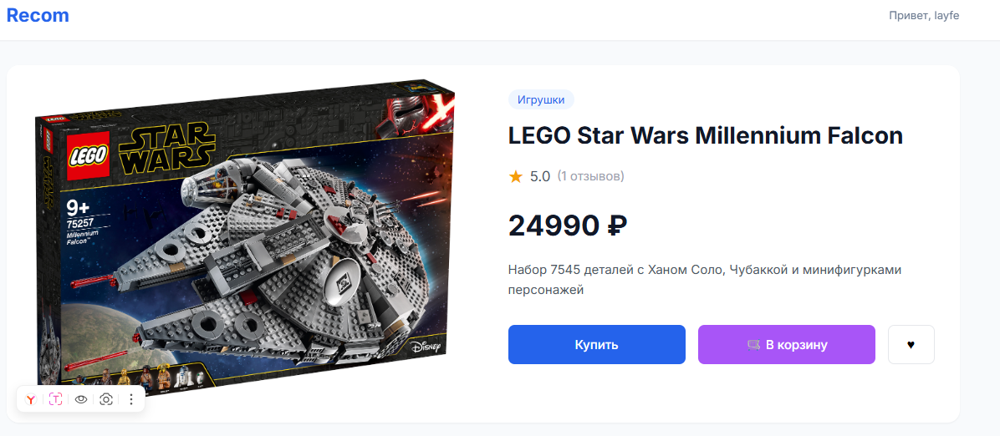 Recom
Привет, layfe
Игрушки
LEGO Star Wars Millennium Falcon
★ 5.0 (1 отзывов)
24990 ₽
Набор 7545 деталей с Ханом Соло, Чубаккой и минифигурками
персонажей
Купить
В корзину
♥
LEGO
STAR
WARS
9+
75257
Millennium
Falcon™
Disney